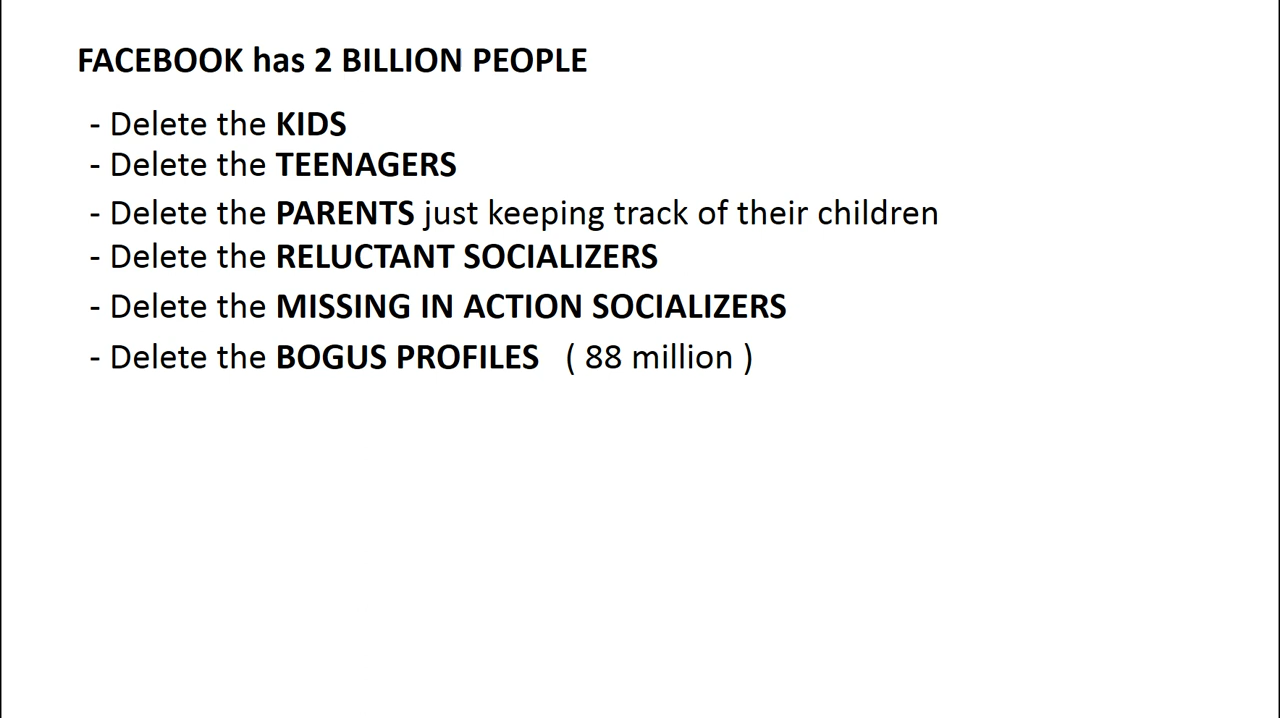 FACEBOOK has 2 BILLION PEOPLE
- Delete the KIDS
- Delete the TEENAGERS
- Delete the PARENTS just keeping track of their children
- Delete the RELUCTANT SOCIALIZERS
- Delete the MISSING IN ACTION SOCIALIZERS
- Delete the BOGUS PROFILES ( 88 million )